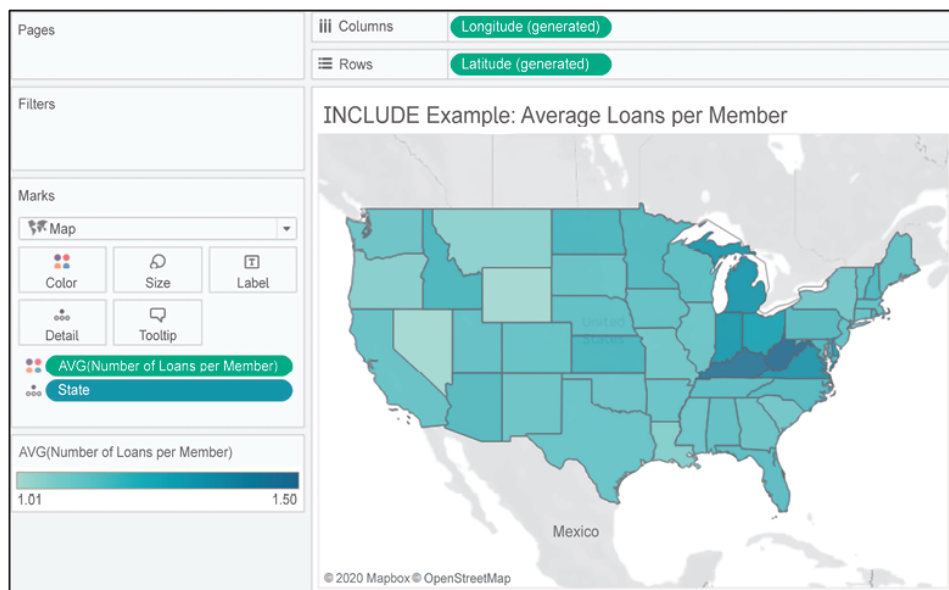 Pages
iii Columns
Longitude (generated)
Rows
Latitude (generated)
Filters
INCLUDE Example: Average Loans per Member
Marks
Map
Color
Size
Label
Detail
Tooltip
AVG(Number of Loans per Member)
State
AVG(Number of Loans per Member)
1.01
1.50
United
States
Mexico
© 2020 Mapbox © OpenStreetMap